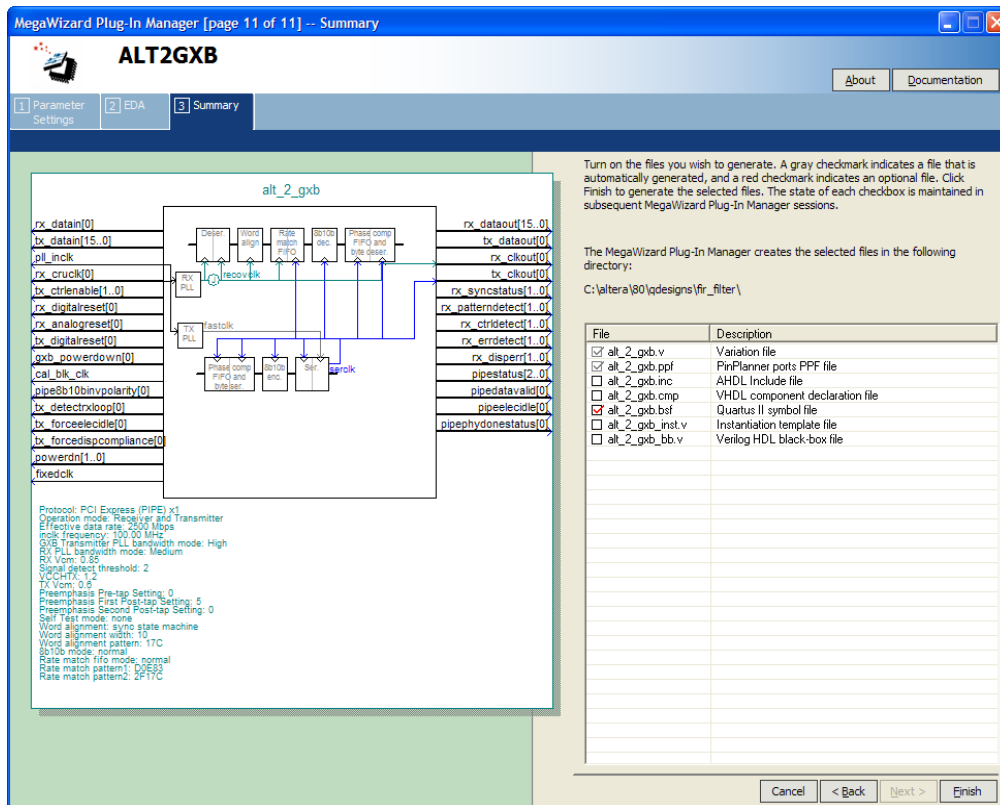 MegaWizard Plug-In Manager [page 11 of 11] -- Summary
ALT2GXB
About
Documentation
1 Parameter Settings
2 EDA
3 Summary
alt_2_gxb
rx_datain[0]
tx_datain[15..0]
pll_inclk
rx_cruclk[0]
tx_ctrlenable[1..0]
rx_digitalreset[0]
rx_analogreset[0]
tx_digitalreset[0]
gxb_powerdown[0]
cal_blk_clk
pipe8b10binvpolarity[0]
tx_detectrxloop[0]
tx_forceelecidle[0]
tx_forcedispcompliance[0]
powerdn[1..0]
fixedclk
Deser.
Word align
Rate match FIFO
8b10b dec.
Phase comp FIFO and byte deser.
RX PLL
recovclk
TX PLL
fastclk
Phase comp FIFO and byte ser.
8b10b enc.
Ser.
serclk
rx_dataout[15..0]
tx_dataout[0]
rx_clkout[0]
tx_clkout[0]
rx_syncstatus[1..0]
rx_patterndetect[1..0]
rx_ctrldetect[1..0]
rx_errdetect[1..0]
rx_disperr[1..0]
pipestatus[2..0]
pipedatavalid[0]
pipeelecidle[0]
pipephydonestatus[0]
Protocol: PCI Express (PIPE) x1
Operation mode: Receiver and Transmitter
Effective data rate: 2500 Mbps
inclk frequency: 100.00 MHz
GXB Transmitter PLL bandwidth mode: High
RX PLL bandwidth mode: Medium
RX Vcm: 0.85
Signal detect threshold: 2
VCCHTX: 1.2
TX Vcm: 0.6
Preemphasis Pre-tap Setting: 0
Preemphasis First Post-tap Setting: 5
Preemphasis Second Post-tap Setting: 0
Self Test mode: none
Word alignment: sync state machine
Word alignment width: 10
Word alignment pattern: 17C
8b10b mode: normal
Rate match fifo mode: normal
Rate match pattern1: D0E83
Rate match pattern2: 2F17C
Turn on the files you wish to generate. A gray checkmark indicates a file that is
automatically generated, and a red checkmark indicates an optional file. Click
Finish to generate the selected files. The state of each checkbox is maintained in
subsequent MegaWizard Plug-In Manager sessions.
The MegaWizard Plug-In Manager creates the selected files in the following
directory:
C:\altera\80\qdesigns\fir_filter\
File Description
alt_2_gxb.v Variation file
alt_2_gxb.ppf PinPlanner ports PPF file
alt_2_gxb.inc AHDL Include file
alt_2_gxb.cmp VHDL component declaration file
alt_2_gxb.bsf Quartus II symbol file
alt_2_gxb_inst.v Instantiation template file
alt_2_gxb_bb.v Verilog HDL black-box file
Cancel
< Back
Next >
Finish